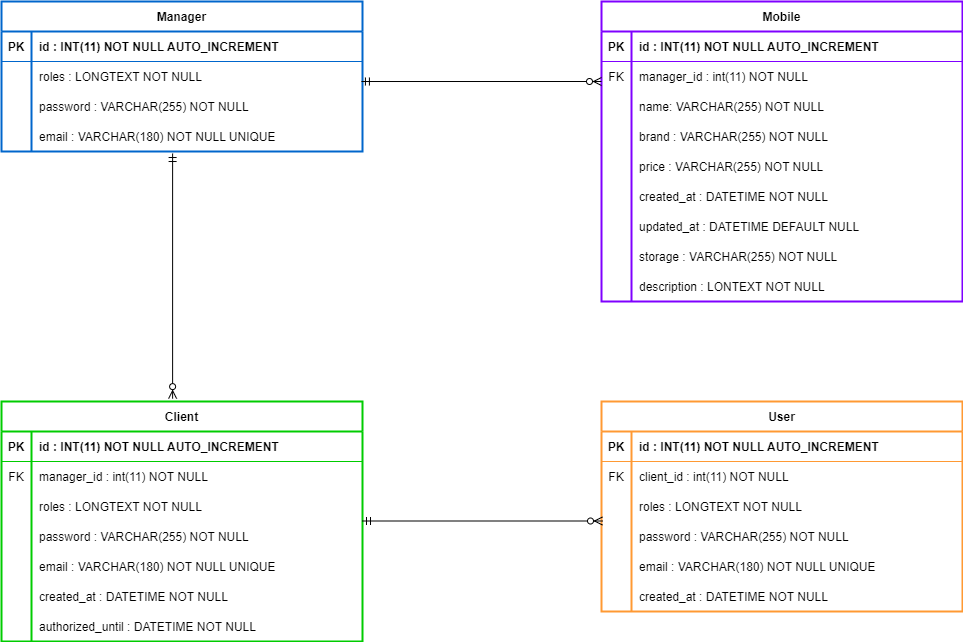 Manager
PK id : INT(11) NOT NULL AUTO_INCREMENT
roles : LONGTEXT NOT NULL
password : VARCHAR(255) NOT NULL
email : VARCHAR(180) NOT NULL UNIQUE
Mobile
PK id : INT(11) NOT NULL AUTO_INCREMENT
FK manager_id : int(11) NOT NULL
name: VARCHAR(255) NOT NULL
brand : VARCHAR(255) NOT NULL
price : VARCHAR(255) NOT NULL
created_at : DATETIME NOT NULL
updated_at : DATETIME DEFAULT NULL
storage : VARCHAR(255) NOT NULL
description : LONTEXT NOT NULL
Client
PK id : INT(11) NOT NULL AUTO_INCREMENT
FK manager_id : int(11) NOT NULL
roles : LONGTEXT NOT NULL
password : VARCHAR(255) NOT NULL
email : VARCHAR(180) NOT NULL UNIQUE
created_at : DATETIME NOT NULL
authorized_until : DATETIME NOT NULL
User
PK id : INT(11) NOT NULL AUTO_INCREMENT
FK client_id : int(11) NOT NULL
roles : LONGTEXT NOT NULL
password : VARCHAR(255) NOT NULL
email : VARCHAR(180) NOT NULL UNIQUE
created_at : DATETIME NOT NULL